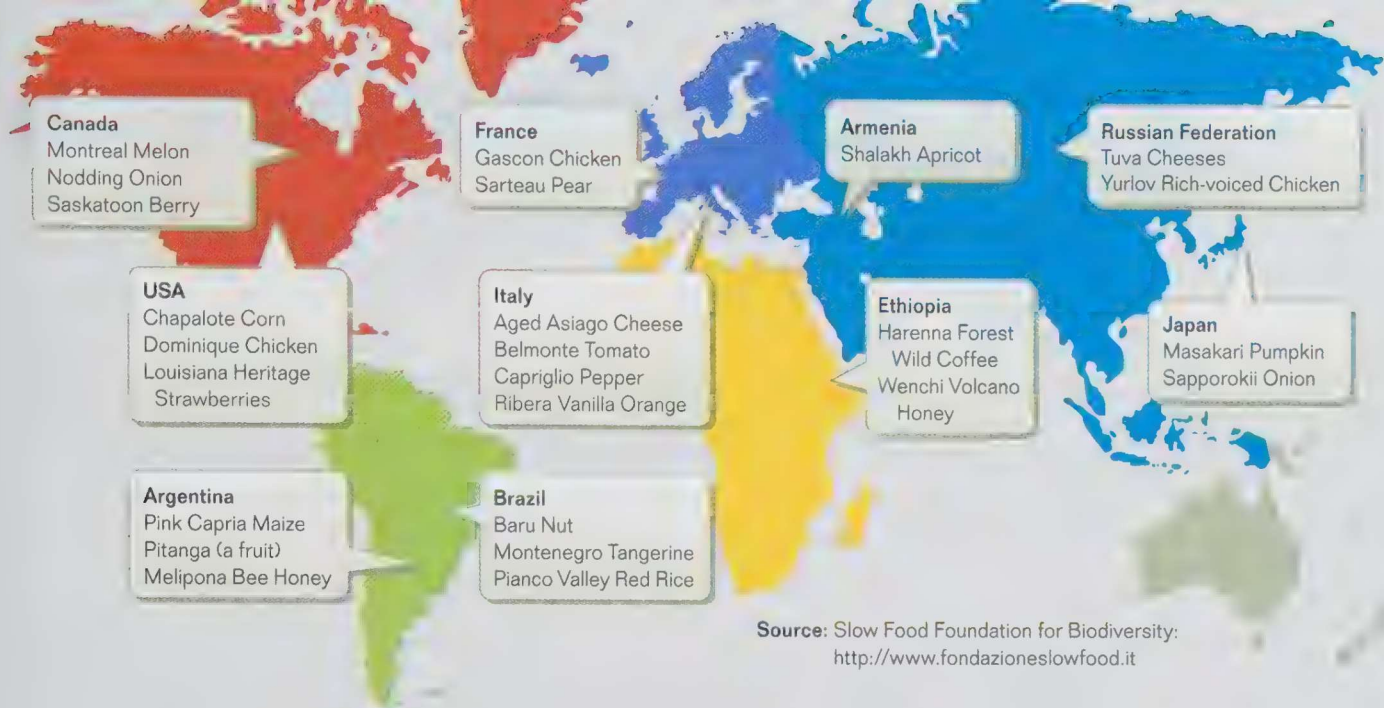 Canada
Montreal Melon
Nodding Onion
Saskatoon Berry
France
Gascon Chicken
Sarteau Pear
Armenia
Shalakh Apricot
Russian Federation
Tuva Cheeses
Yurlov Rich-voiced Chicken
USA
Chapalote Corn
Dominique Chicken
Louisiana Heritage
Strawberries
Italy
Aged Asiago Cheese
Belmonte Tomato
Capriglio Pepper
Ribera Vanilla Orange
Ethiopia
Harenna Forest
Wild Coffee
Wenchi Volcano
Honey
Japan
Masakari Pumpkin
Sapporokii Onion
Argentina
Pink Capria Maize
Pitanga (a fruit)
Melipona Bee Honey
Brazil
Baru Nut
Montenegro Tangerine
Pianco Valley Red Rice
Source: Slow Food Foundation for Biodiversity:
http://www.fondazioneslowfood.it